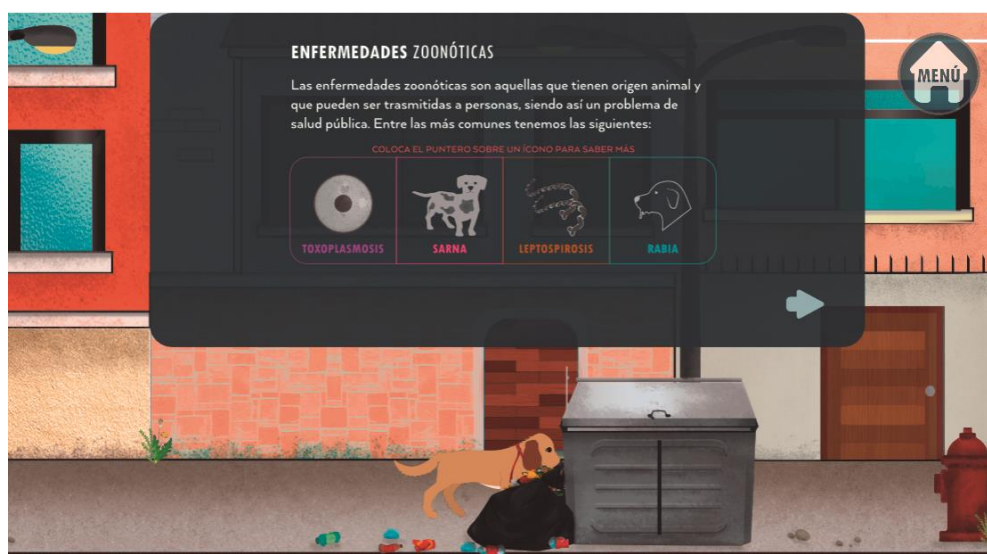 ENFERMEDADES ZOONÓTICAS
MENÚ
Las enfermedades zoonóticas son aquellas que tienen origen animal y
que pueden ser trasmitidas a personas, siendo así un problema de
salud pública. Entre las más comunes tenemos las siguientes:
COLOCA EL PUNTERO SOBRE UN ÍCONO PARA SABER MÁS
TOXOPLASMOSIS SARNA LEPTOSPIROSIS RABIA